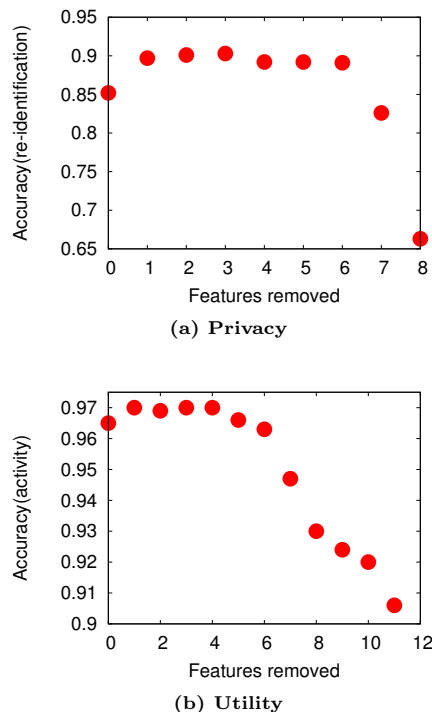 0.95
0.9
0.85
0.8
0.75
0.7
0.65
Accuracy(re-identification)
0 1 2 3 4 5 6 7 8
Features removed
(a) Privacy
0.97
0.96
0.95
0.94
0.93
0.92
0.91
0.9
Accuracy(activity)
0 2 4 6 8 10 12
Features removed
(b) Utility